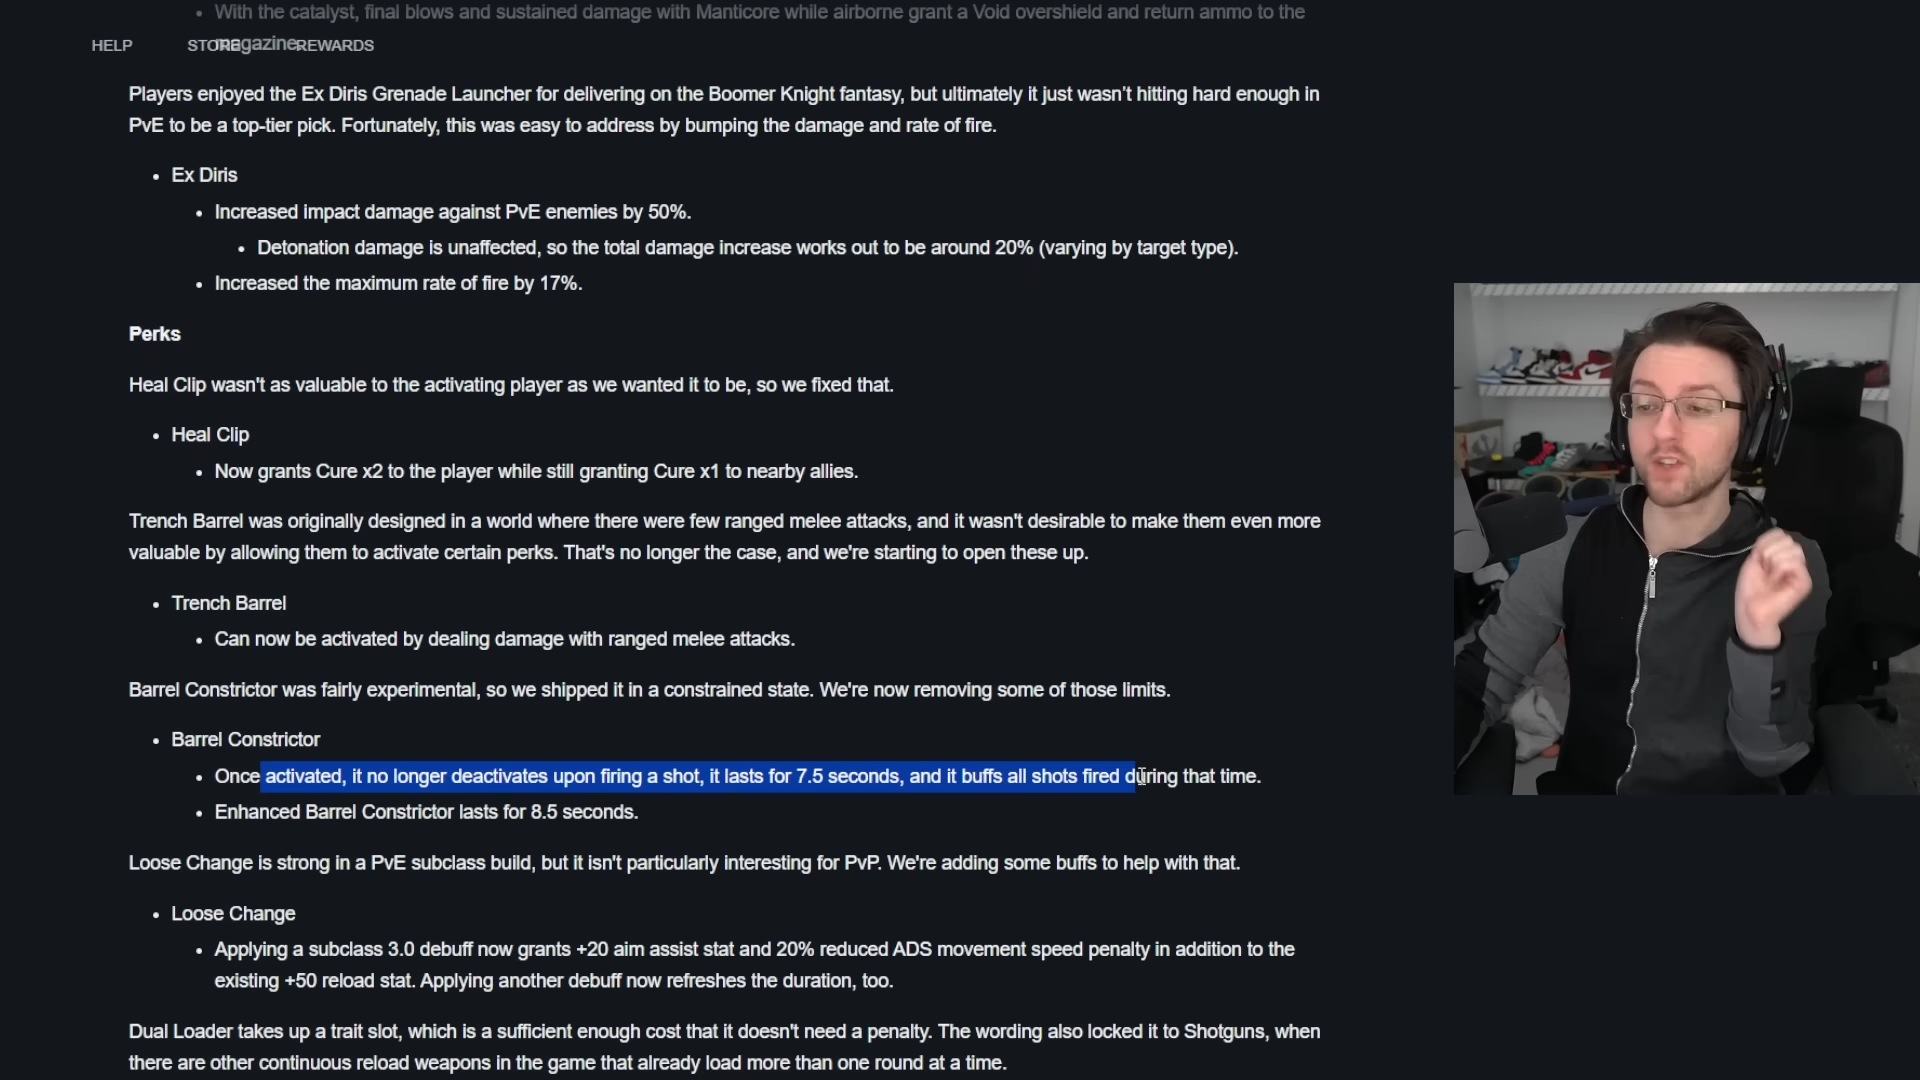 With the catalyst, final blows and sustained damage with Manticore while airborne grant a Void overshield and return ammo to the
magazine.
HELP STORE REWARDS
Players enjoyed the Ex Diris Grenade Launcher for delivering on the Boomer Knight fantasy, but ultimately it just wasn't hitting hard enough in
PvE to be a top-tier pick. Fortunately, this was easy to address by bumping the damage and rate of fire.
• Ex Diris
• Increased impact damage against PvE enemies by 50%.
• Detonation damage is unaffected, so the total damage increase works out to be around 20% (varying by target type).
• Increased the maximum rate of fire by 17%.
Perks
Heal Clip wasn't as valuable to the activating player as we wanted it to be, so we fixed that.
• Heal Clip
• Now grants Cure x2 to the player while still granting Cure x1 to nearby allies.
Trench Barrel was originally designed in a world where there were few ranged melee attacks, and it wasn't desirable to make them even more
valuable by allowing them to activate certain perks. That's no longer the case, and we're starting to open these up.
• Trench Barrel
• Can now be activated by dealing damage with ranged melee attacks.
Barrel Constrictor was fairly experimental, so we shipped it in a constrained state. We're now removing some of those limits.
• Barrel Constrictor
• Once activated, it no longer deactivates upon firing a shot, it lasts for 7.5 seconds, and it buffs all shots fired during that time.
• Enhanced Barrel Constrictor lasts for 8.5 seconds.
Loose Change is strong in a PvE subclass build, but it isn't particularly interesting for PvP. We're adding some buffs to help with that.
• Loose Change
• Applying a subclass 3.0 debuff now grants +20 aim assist stat and 20% reduced ADS movement speed penalty in addition to the
existing +50 reload stat. Applying another debuff now refreshes the duration, too.
Dual Loader takes up a trait slot, which is a sufficient enough cost that it doesn't need a penalty. The wording also locked it to Shotguns, when
there are other continuous reload weapons in the game that already load more than one round at a time.